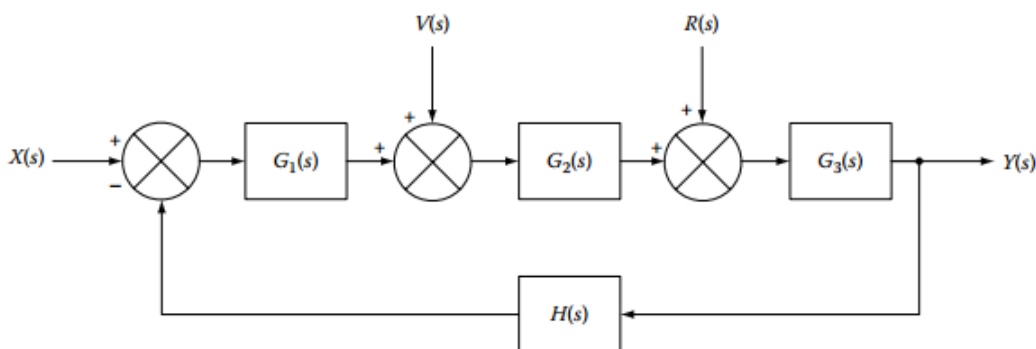 V(s)
R(s)
+
+
X(s)
+
−
G₁(s)
+
G₂(s)
+
G₃(s)
Y(s)
H(s)